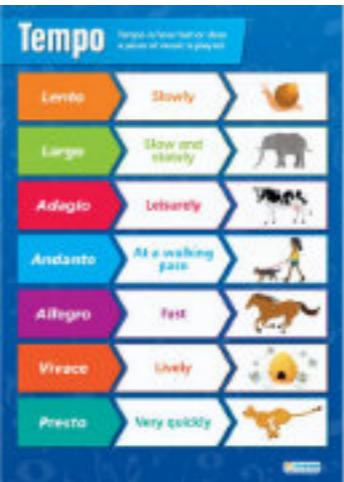 Tempo
Tempo is how fast or slow
a piece of music is played
Lento
Slowly
Largo
Slow and
stately
Adagio
Leisurely
Andante
At a walking
pace
Allegro
Fast
Vivace
Lively
Presto
Very quickly